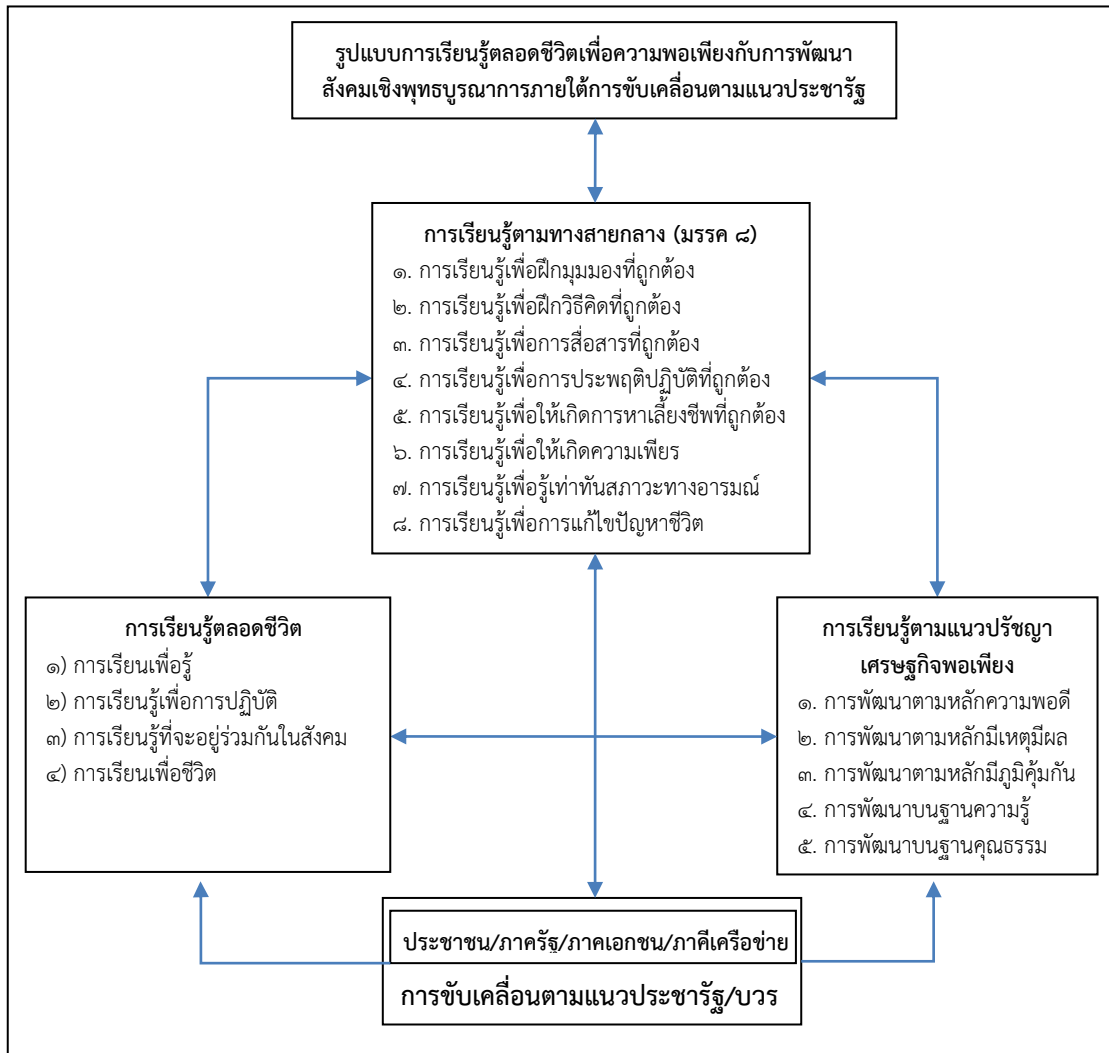 รูปแบบการเรียนรู้ตลอดชีวิตเพื่อความพอเพียงกับการพัฒนา
สังคมเชิงพุทธบูรณาการภายใต้การขับเคลื่อนตามแนวประชารัฐ
การเรียนรู้ตามทางสายกลาง (มรรค ๘)
๑. การเรียนรู้เพื่อฝึกมุมมองที่ถูกต้อง
๒. การเรียนรู้เพื่อฝึกวิธีคิดที่ถูกต้อง
๓. การเรียนรู้เพื่อการสื่อสารที่ถูกต้อง
๔. การเรียนรู้เพื่อการประพฤติปฏิบัติที่ถูกต้อง
๕. การเรียนรู้เพื่อให้เกิดการหาเลี้ยงชีพที่ถูกต้อง
๖. การเรียนรู้เพื่อให้เกิดความเพียร
๗. การเรียนรู้เพื่อรู้เท่าทันสภาวะทางอารมณ์
๘. การเรียนรู้เพื่อการแก้ไขปัญหาชีวิต
การเรียนรู้ตลอดชีวิต
๑) การเรียนเพื่อรู้
๒) การเรียนรู้เพื่อการปฏิบัติ
๓) การเรียนรู้ที่จะอยู่ร่วมกันในสังคม
๔) การเรียนเพื่อชีวิต
การเรียนรู้ตามแนวปรัชญา
เศรษฐกิจพอเพียง
๑. การพัฒนาตามหลักความพอดี
๒. การพัฒนาตามหลักมีเหตุมีผล
๓. การพัฒนาตามหลักมีภูมิคุ้มกัน
๔. การพัฒนาบนฐานความรู้
๕. การพัฒนาบนฐานคุณธรรม
ประชาชน/ภาครัฐ/ภาคเอกชน/ภาคีเครือข่าย
การขับเคลื่อนตามแนวประชารัฐ/บวร